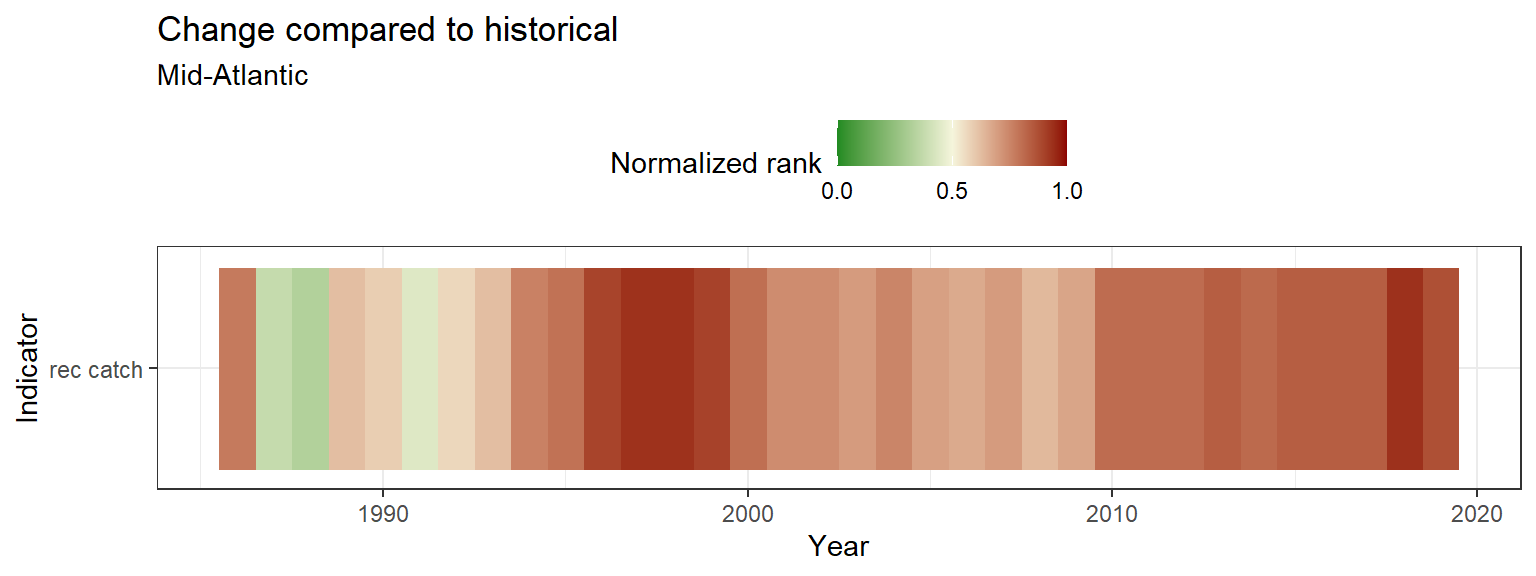 Change compared to historical
Mid-Atlantic
Normalized rank
0.0 0.5 1.0
Indicator
rec catch
1990 2000 2010 2020
Year